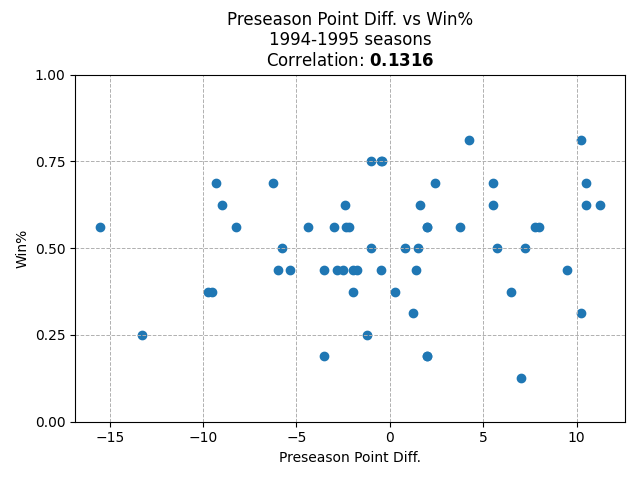 Preseason Point Diff. vs Win%
1994-1995 seasons
Correlation: 0.1316
1.00
0.75
0.50
0.25
0.00
Win%
−15
−10
−5
0
5
10
Preseason Point Diff.